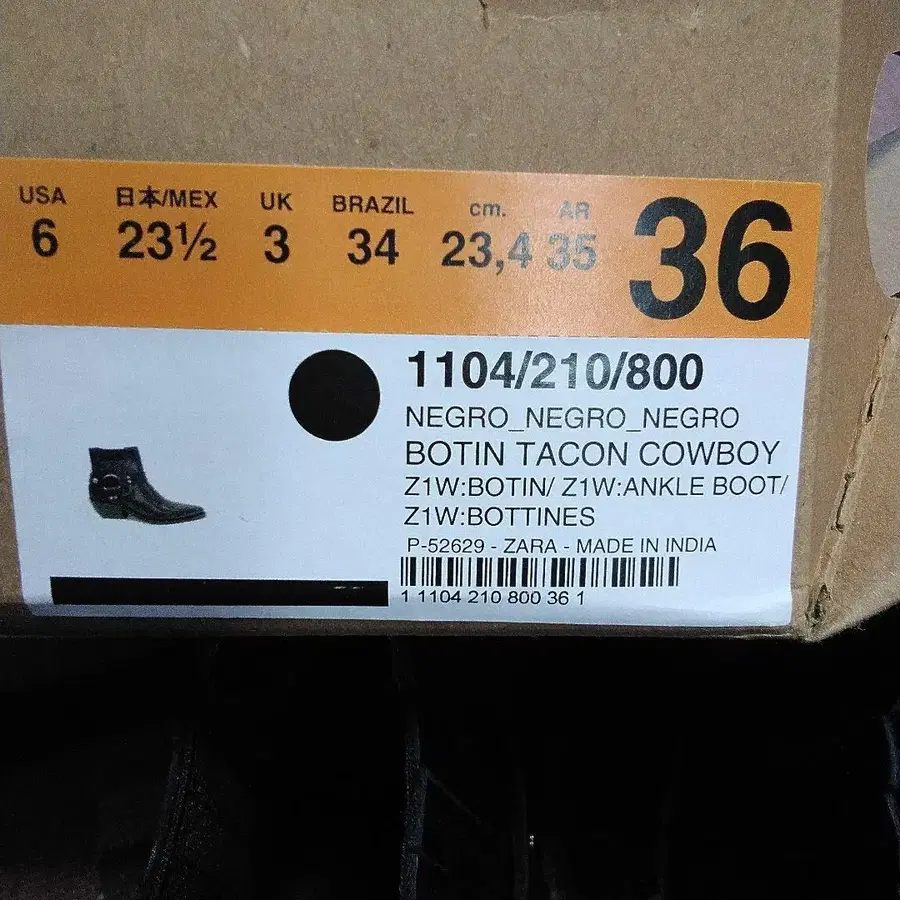 USA 日本/MEX UK BRAZIL cm. AR
6 23½ 3 34 23,4 35 36
1104/210/800
NEGRO_NEGRO_NEGRO
BOTIN TACON COWBOY
Z1W:BOTIN/ Z1W:ANKLE BOOT/
Z1W:BOTTINES
P-52629 - ZARA - MADE IN INDIA
1 1104 210 800 36 1